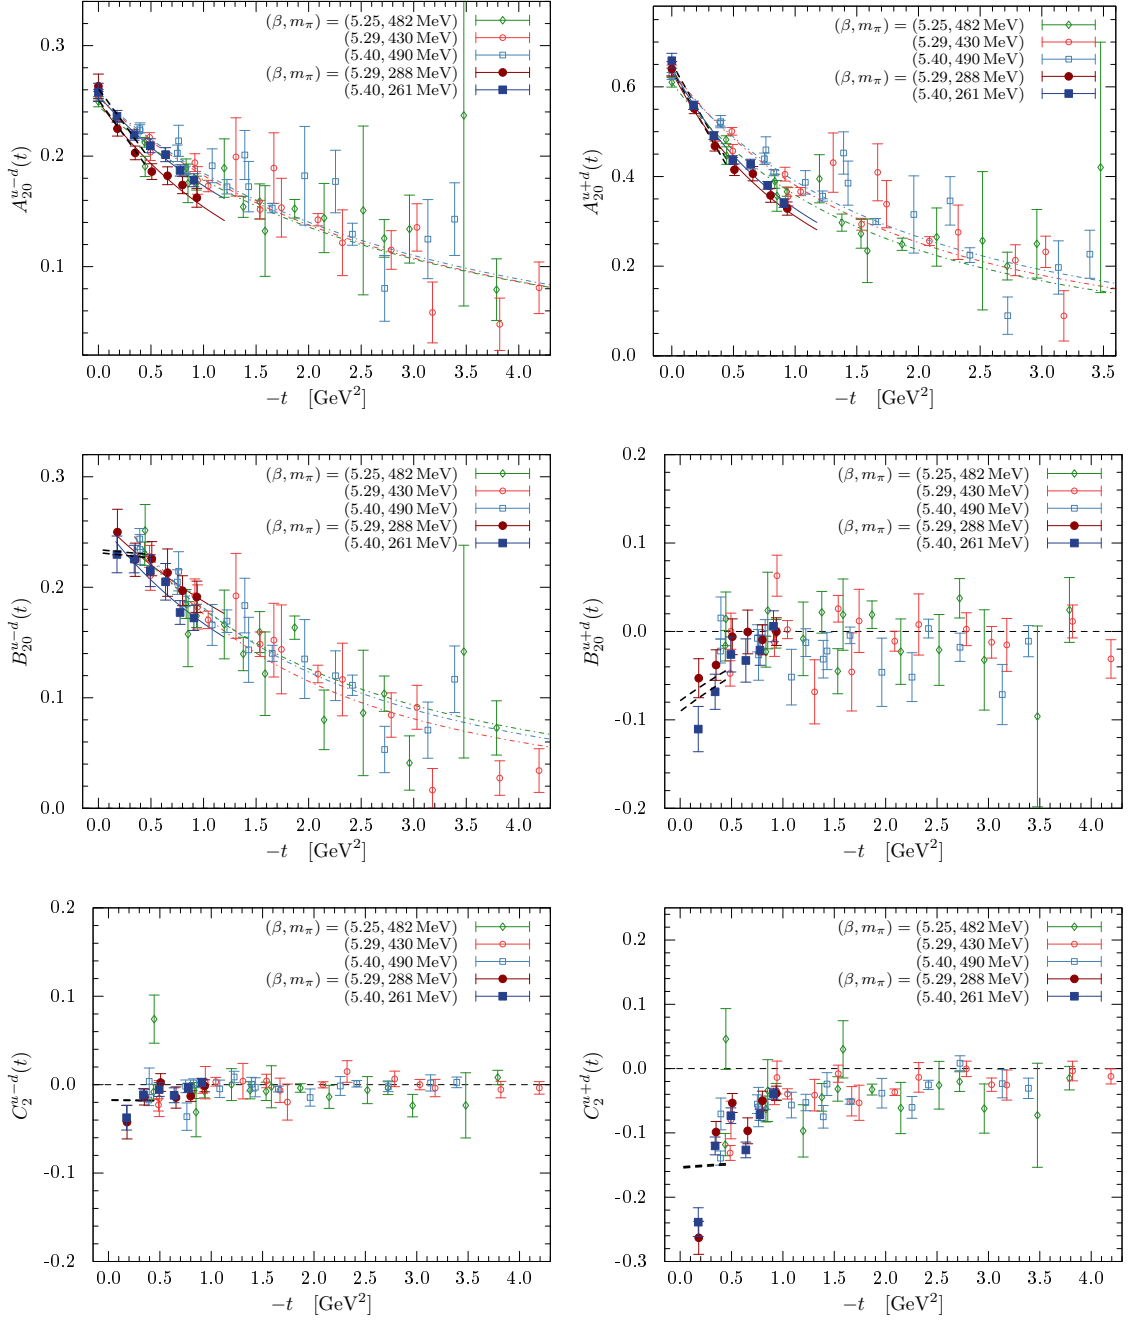 (β, m_π) = (5.25, 482 MeV)
(5.29, 430 MeV)
(5.40, 490 MeV)
(β, m_π) = (5.29, 288 MeV)
(5.40, 261 MeV)
0.3
0.2
0.1
A_{20}^{u−d}(t)
0.0 0.5 1.0 1.5 2.0 2.5 3.0 3.5 4.0
−t [GeV²]
(β, m_π) = (5.25, 482 MeV)
(5.29, 430 MeV)
(5.40, 490 MeV)
(β, m_π) = (5.29, 288 MeV)
(5.40, 261 MeV)
0.6
0.4
0.2
0.0
A_{20}^{u+d}(t)
0.0 0.5 1.0 1.5 2.0 2.5 3.0 3.5
−t [GeV²]
(β, m_π) = (5.25, 482 MeV)
(5.29, 430 MeV)
(5.40, 490 MeV)
(β, m_π) = (5.29, 288 MeV)
(5.40, 261 MeV)
0.3
0.2
0.1
0.0
B_{20}^{u−d}(t)
0.0 0.5 1.0 1.5 2.0 2.5 3.0 3.5 4.0
−t [GeV²]
(β, m_π) = (5.25, 482 MeV)
(5.29, 430 MeV)
(5.40, 490 MeV)
(β, m_π) = (5.29, 288 MeV)
(5.40, 261 MeV)
0.2
0.1
0.0
-0.1
-0.2
B_{20}^{u+d}(t)
0.0 0.5 1.0 1.5 2.0 2.5 3.0 3.5 4.0
−t [GeV²]
(β, m_π) = (5.25, 482 MeV)
(5.29, 430 MeV)
(5.40, 490 MeV)
(β, m_π) = (5.29, 288 MeV)
(5.40, 261 MeV)
0.2
0.1
0.0
-0.1
-0.2
C_2^{u−d}(t)
0.0 0.5 1.0 1.5 2.0 2.5 3.0 3.5 4.0
−t [GeV²]
(β, m_π) = (5.25, 482 MeV)
(5.29, 430 MeV)
(5.40, 490 MeV)
(β, m_π) = (5.29, 288 MeV)
(5.40, 261 MeV)
0.2
0.1
0.0
-0.1
-0.2
-0.3
C_2^{u+d}(t)
0.0 0.5 1.0 1.5 2.0 2.5 3.0 3.5 4.0
−t [GeV²]